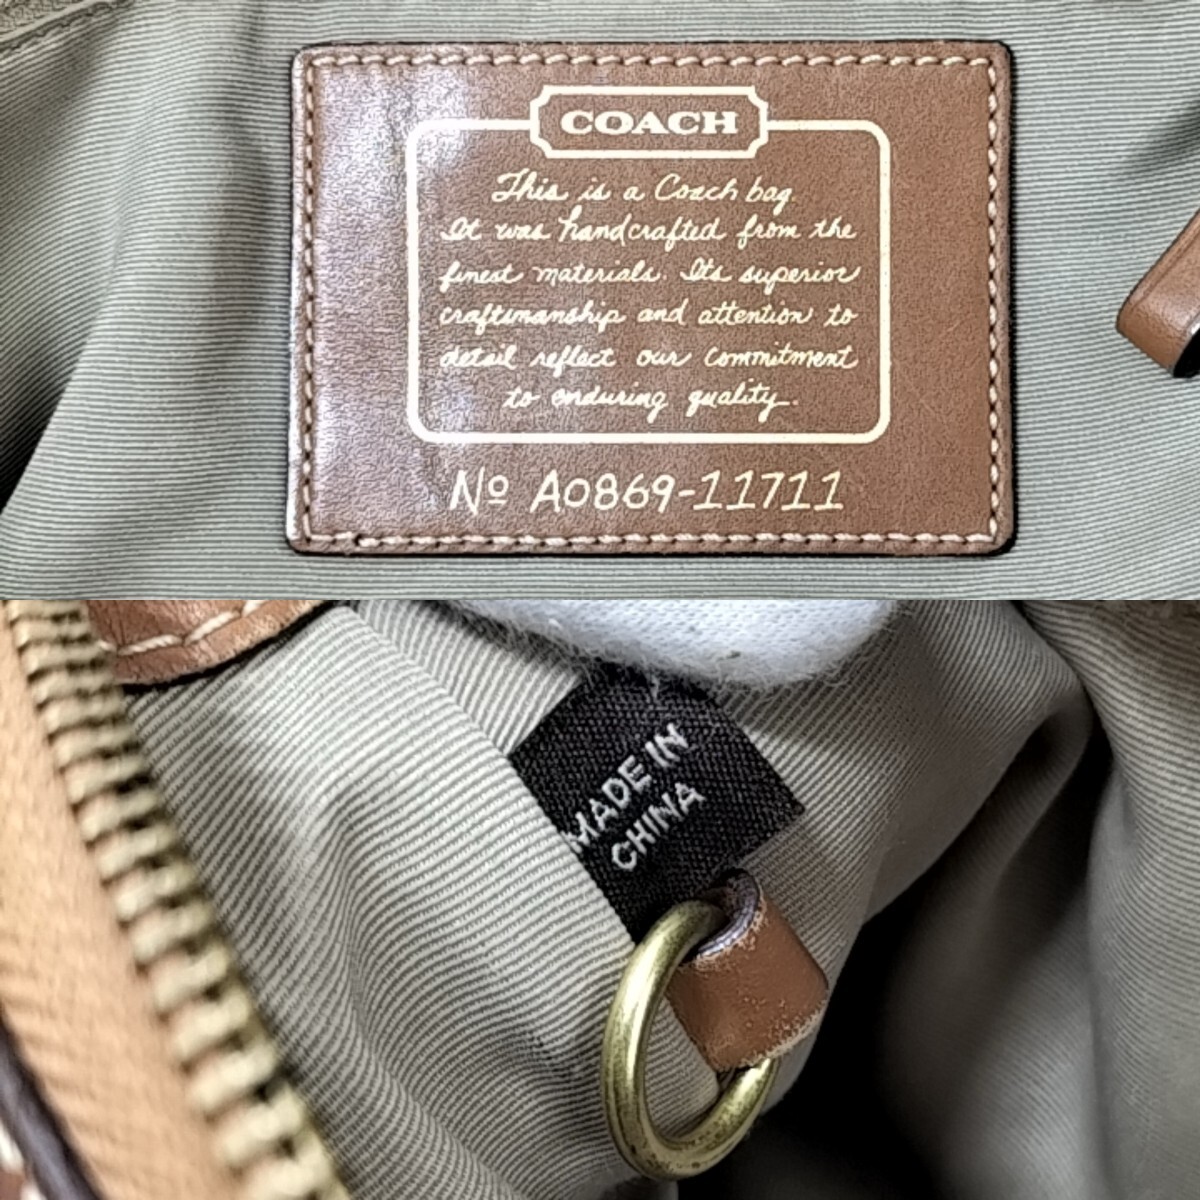 COACH
This is a Coach bag.
It was handcrafted from the
finest materials. Its superior
craftsmanship and attention to
detail reflect our commitment
to enduring quality.
Nº A0869-11711
MADE IN
CHINA